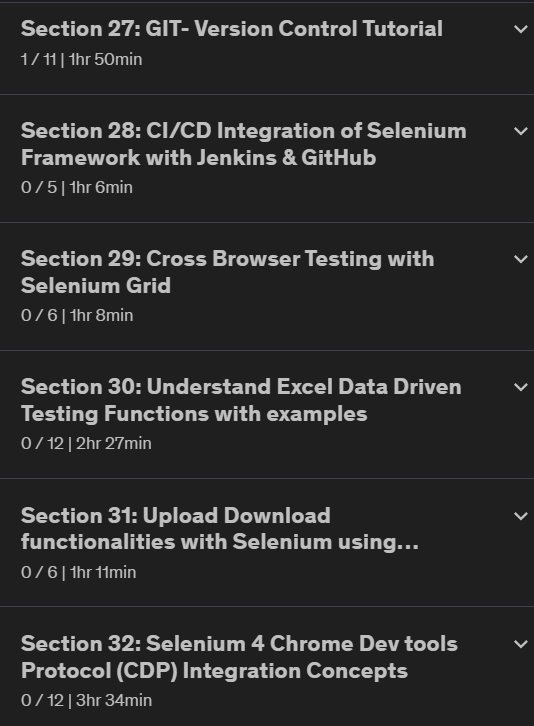 Section 27: GIT- Version Control Tutorial
1 / 11 | 1hr 50min
Section 28: CI/CD Integration of Selenium
Framework with Jenkins & GitHub
0 / 5 | 1hr 6min
Section 29: Cross Browser Testing with
Selenium Grid
0 / 6 | 1hr 8min
Section 30: Understand Excel Data Driven
Testing Functions with examples
0 / 12 | 2hr 27min
Section 31: Upload Download
functionalities with Selenium using...
0 / 6 | 1hr 11min
Section 32: Selenium 4 Chrome Dev tools
Protocol (CDP) Integration Concepts
0 / 12 | 3hr 34min